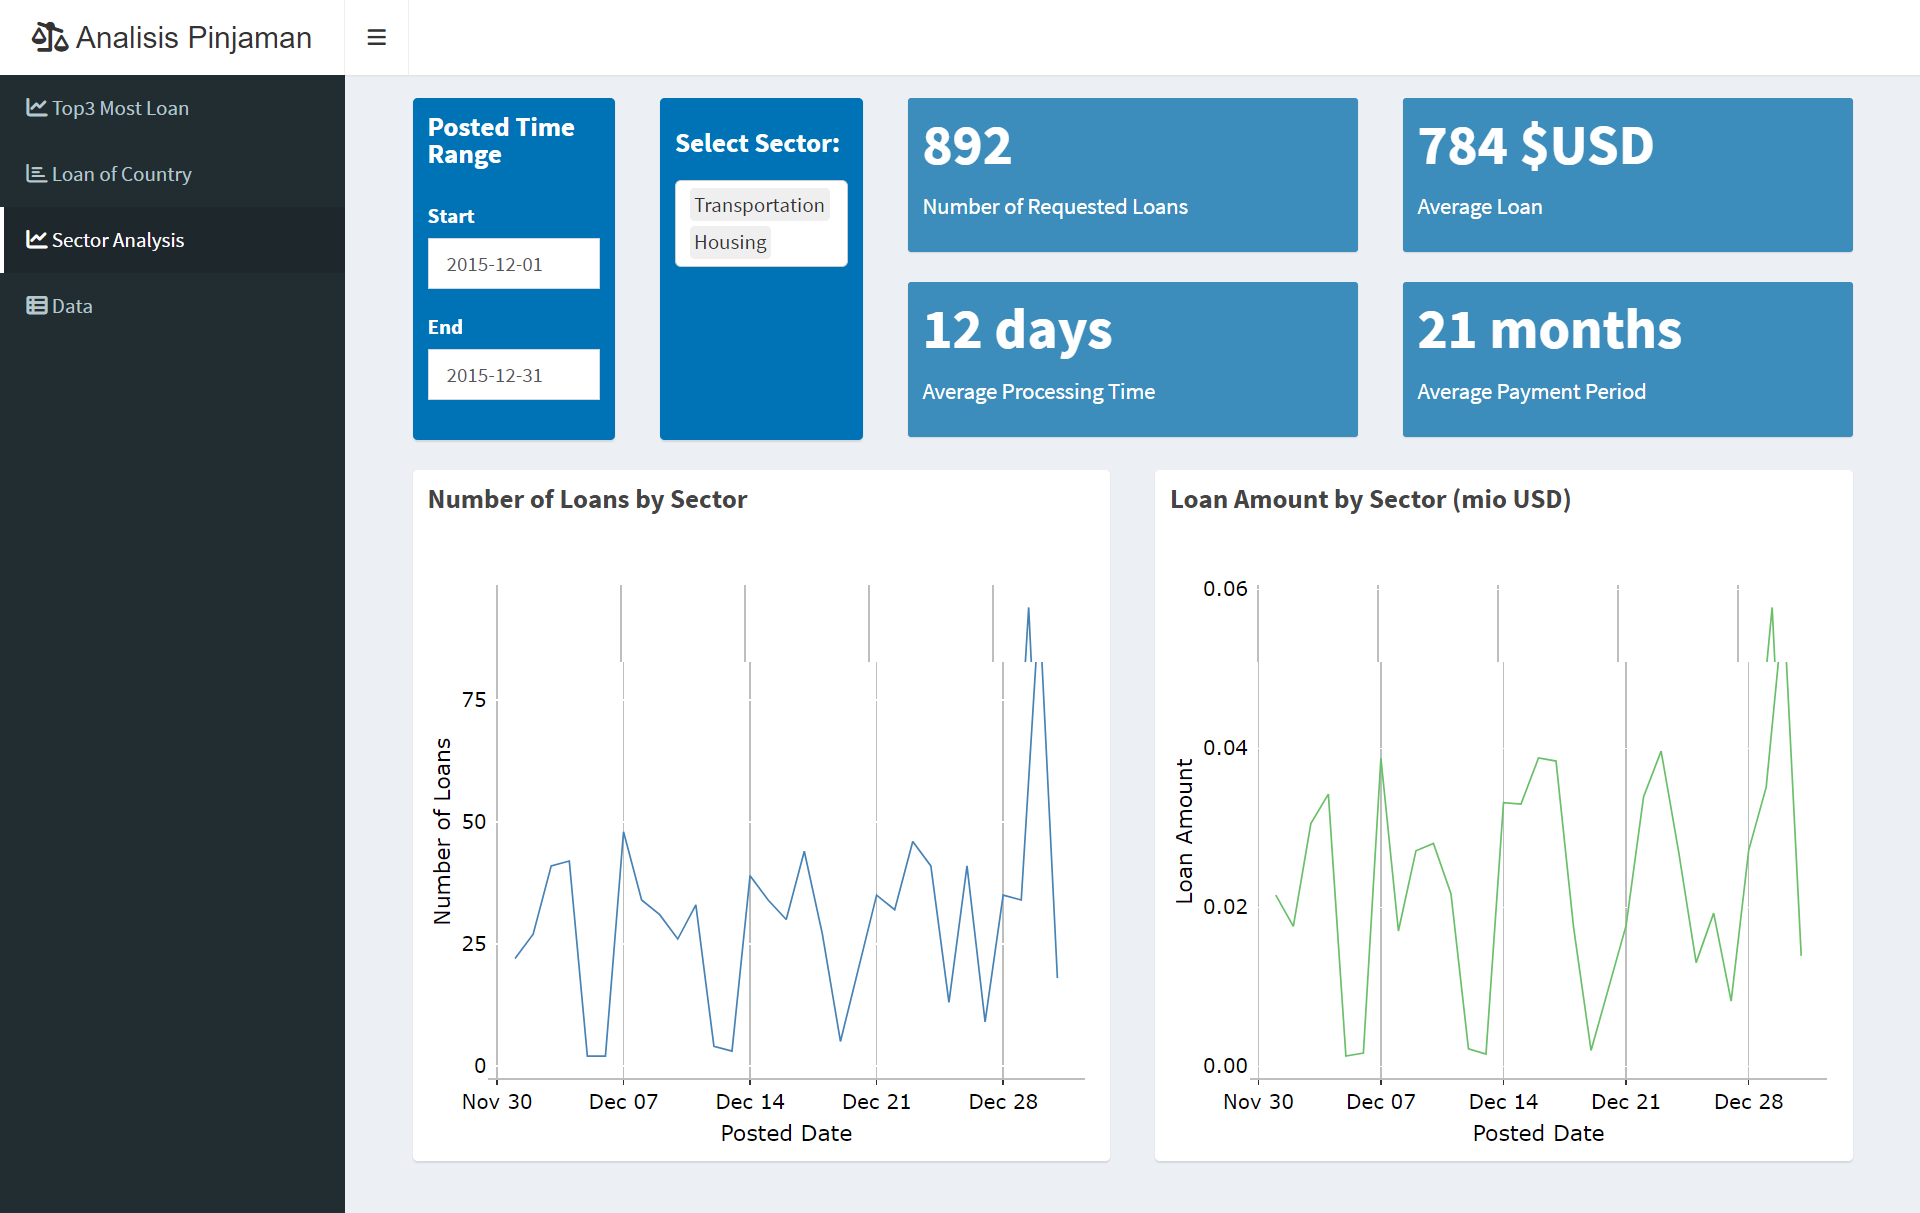 Analisis Pinjaman
Top3 Most Loan
Loan of Country
Sector Analysis
Data
Posted Time
Range
Start
2015-12-01
End
2015-12-31
Select Sector:
Transportation
Housing
892
Number of Requested Loans
784 $USD
Average Loan
12 days
Average Processing Time
21 months
Average Payment Period
Number of Loans by Sector
75
50
25
0
Number of Loans
Nov 30
Dec 07
Dec 14
Dec 21
Dec 28
Posted Date
Loan Amount by Sector (mio USD)
0.06
0.04
0.02
0.00
Loan Amount
Nov 30
Dec 07
Dec 14
Dec 21
Dec 28
Posted Date